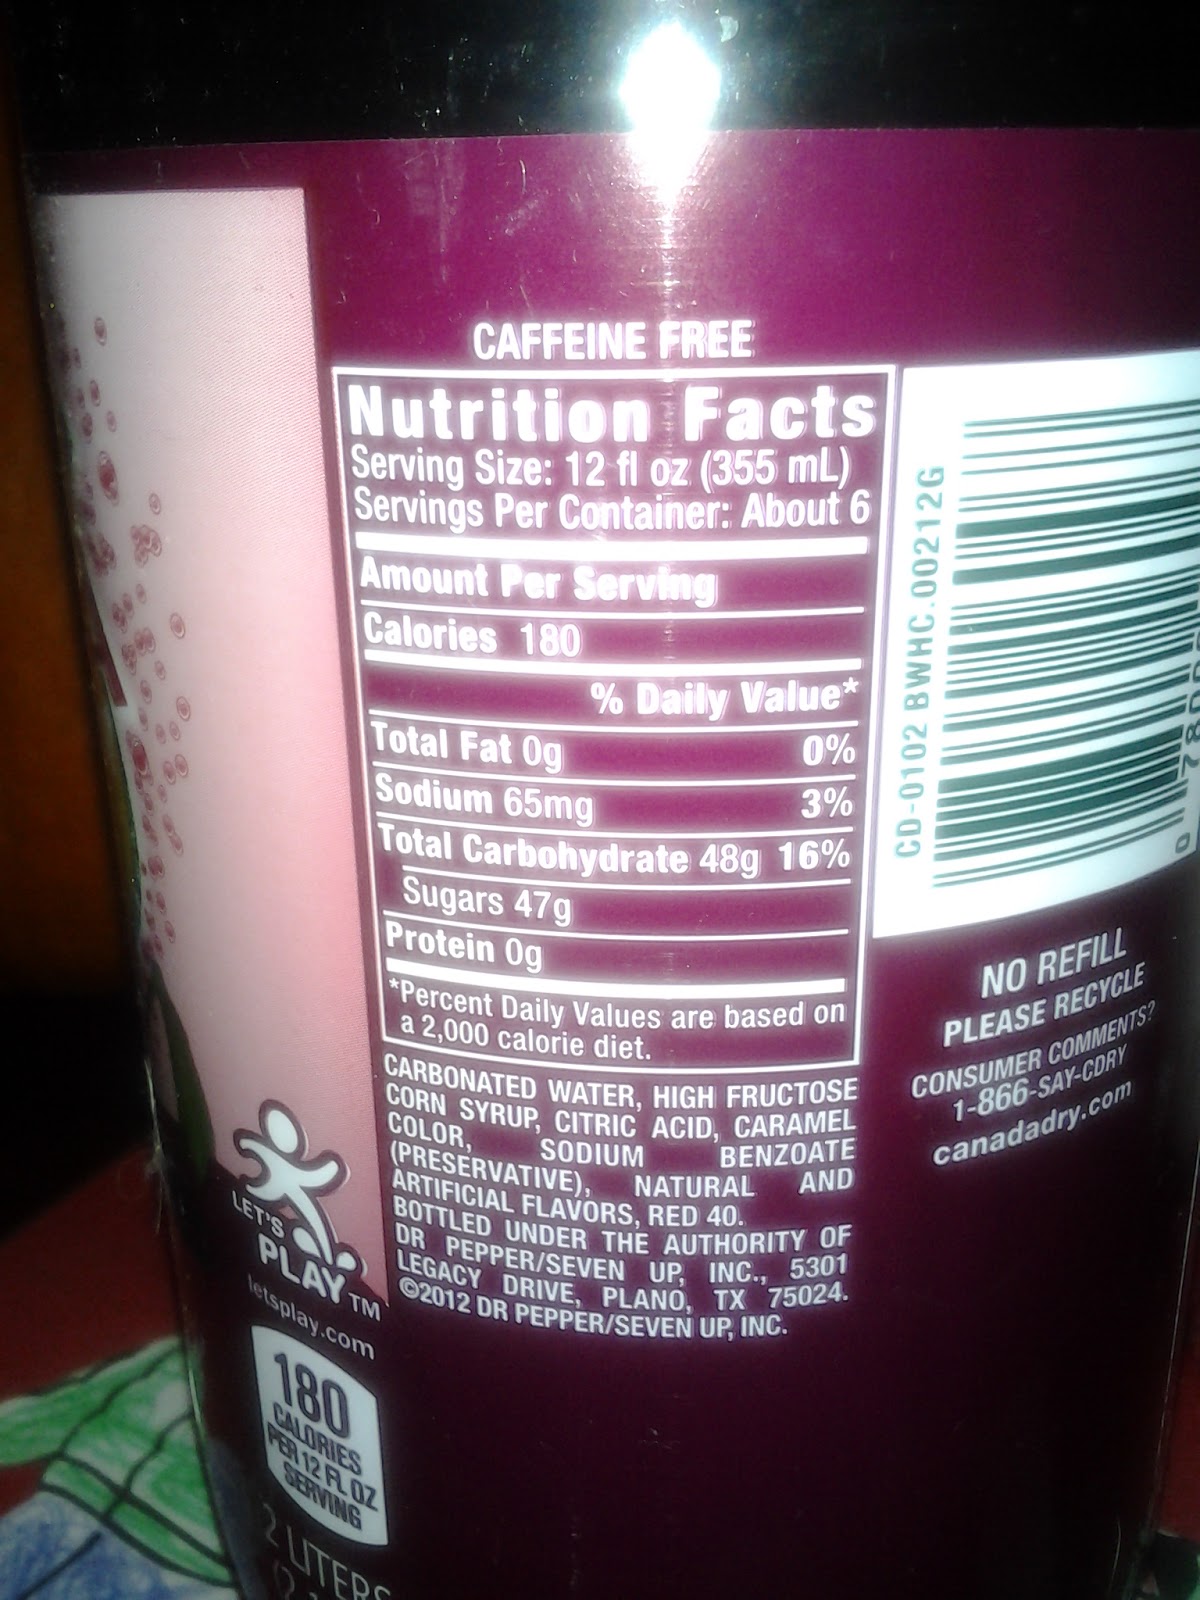 CAFFEINE FREE
Nutrition Facts
Serving Size: 12 fl oz (355 mL)
Servings Per Container: About 6
Amount Per Serving
Calories 180
% Daily Value*
Total Fat 0g 0%
Sodium 65mg 3%
Total Carbohydrate 48g 16%
Sugars 47g
Protein 0g
*Percent Daily Values are based on
a 2,000 calorie diet.
CARBONATED WATER, HIGH FRUCTOSE
CORN SYRUP, CITRIC ACID, CARAMEL
COLOR, SODIUM BENZOATE
(PRESERVATIVE), NATURAL AND
ARTIFICIAL FLAVORS, RED 40.
BOTTLED UNDER THE AUTHORITY OF
DR PEPPER/SEVEN UP, INC., 5301
LEGACY DRIVE, PLANO, TX 75024.
©2012 DR PEPPER/SEVEN UP, INC.
CD-0102 BWHC.00212G
NO REFILL
PLEASE RECYCLE
CONSUMER COMMENTS?
1-866-SAY-CDRY
canadadry.com
LET'S
PLAY TM
letsplay.com
180
CALORIES
PER 12 FL OZ
SERVING
2 LITERS